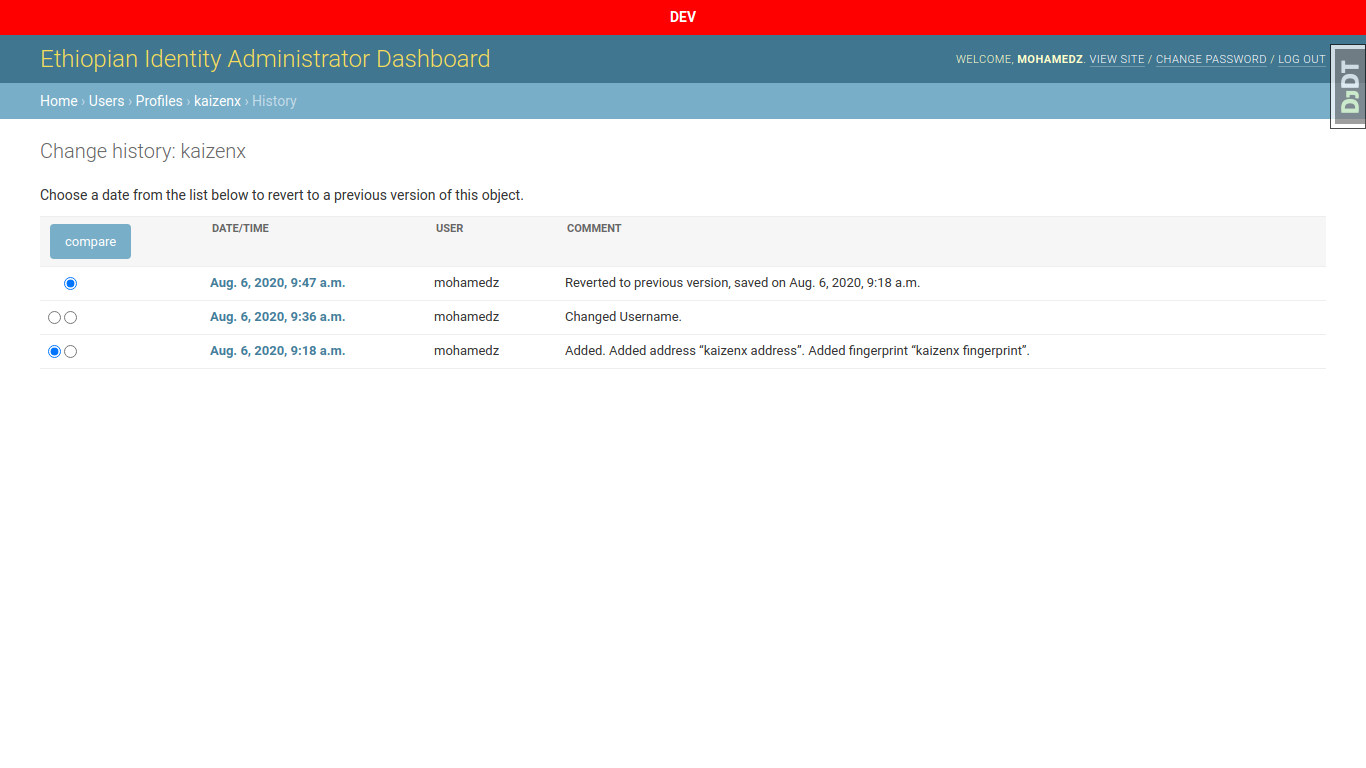 DEV
Ethiopian Identity Administrator Dashboard
WELCOME, MOHAMEDZ. VIEW SITE / CHANGE PASSWORD / LOG OUT
DJDT
Home › Users › Profiles › kaizenx › History
Change history: kaizenx
Choose a date from the list below to revert to a previous version of this object.
compare DATE/TIME USER COMMENT
Aug. 6, 2020, 9:47 a.m. mohamedz Reverted to previous version, saved on Aug. 6, 2020, 9:18 a.m.
Aug. 6, 2020, 9:36 a.m. mohamedz Changed Username.
Aug. 6, 2020, 9:18 a.m. mohamedz Added. Added address “kaizenx address”. Added fingerprint “kaizenx fingerprint”.